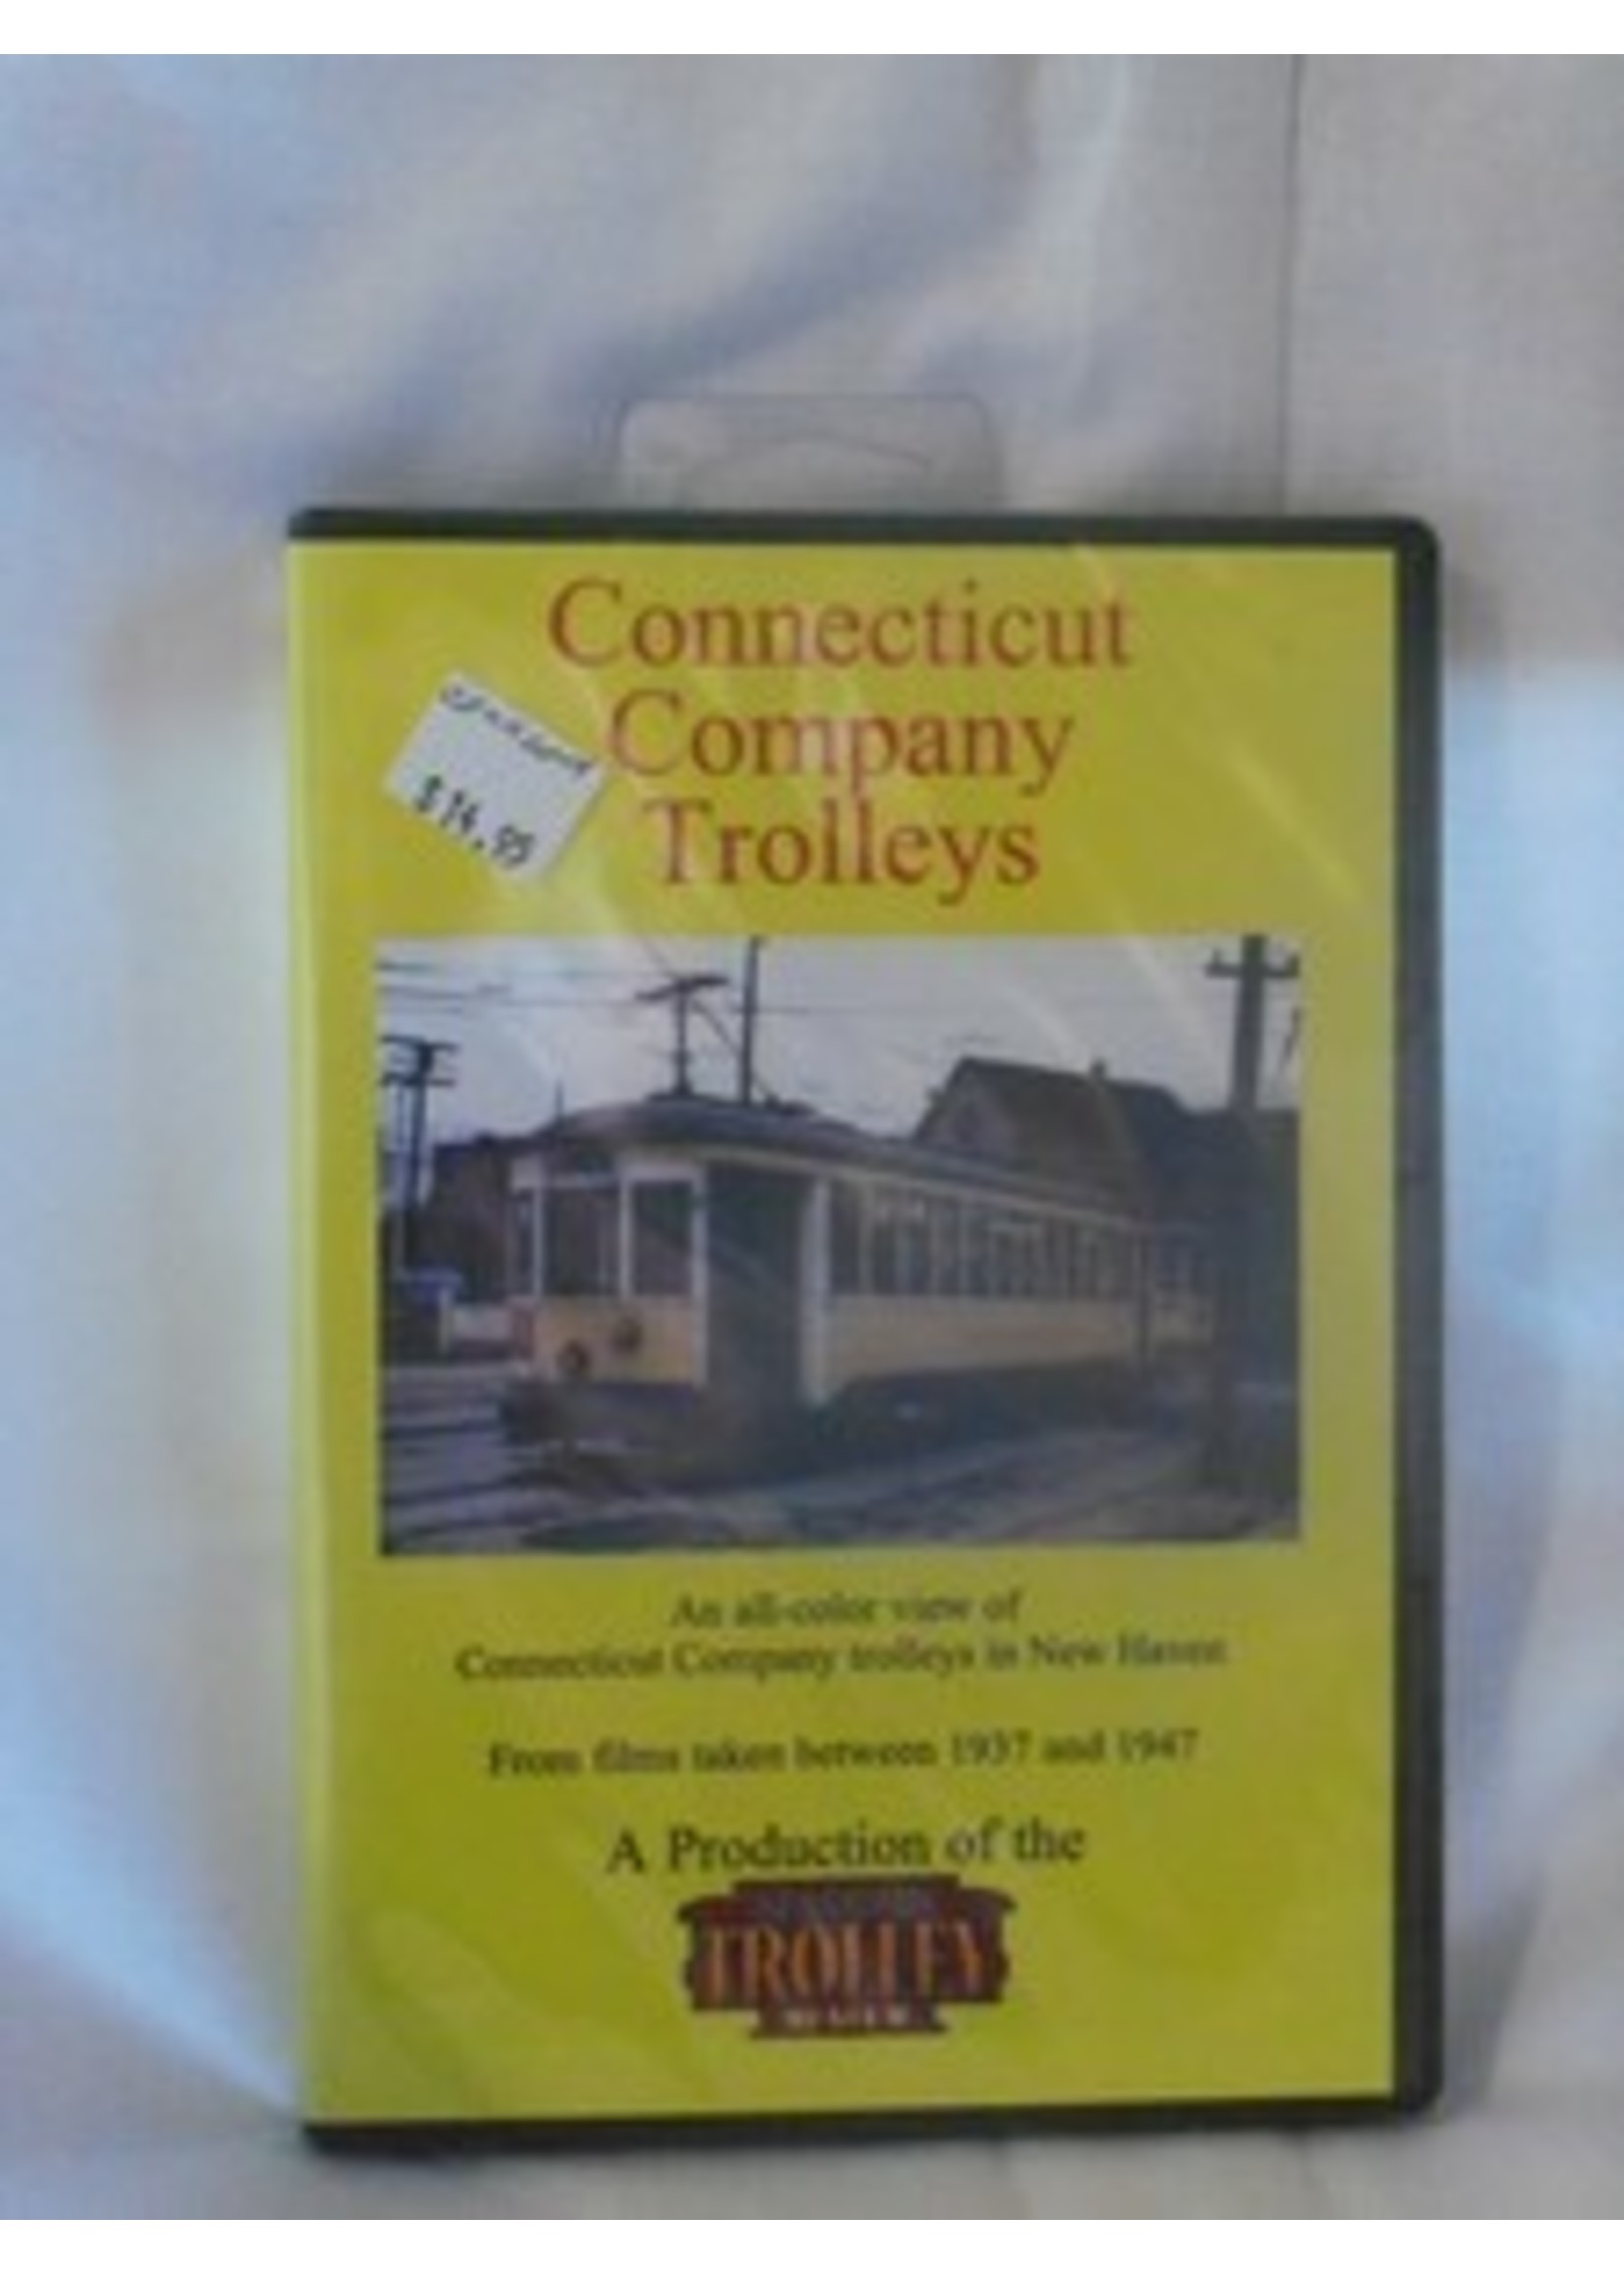 Connecticut
Company
Trolleys
$14.95
An all-color view of
Connecticut Company trolleys in New Haven
From films taken between 1937 and 1947
A Production of the
TROLLEY
MUSEUM